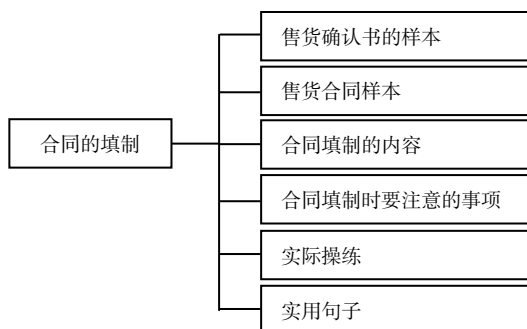 合同的填制
售货确认书的样本
售货合同样本
合同填制的内容
合同填制时要注意的事项
实际操练
实用句子